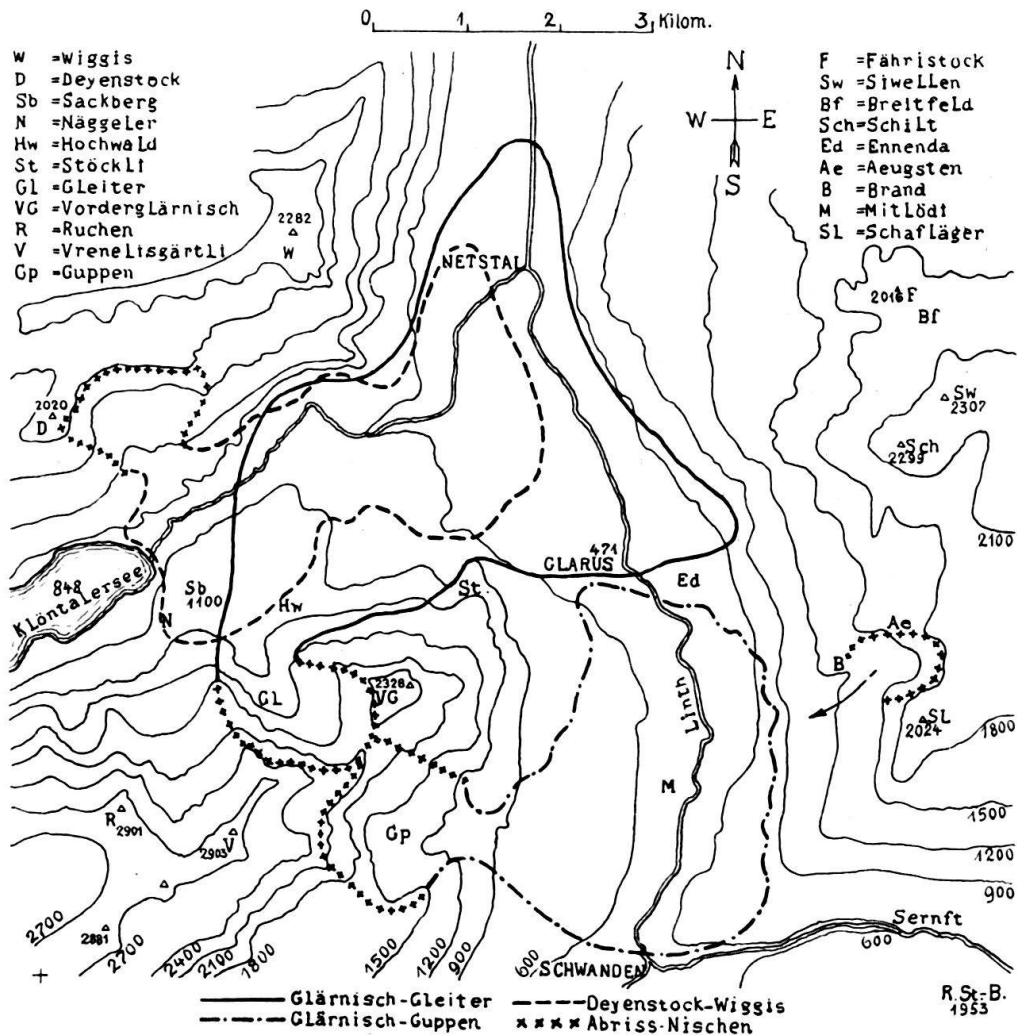 0 1 2 3 Kilom.
W =Wiggis
D =Deyenstock
Sb =Sackberg
N =Näggeler
Hw =Hochwald
St =Stöckli
Gl =Gleiter
VG =Vorderglärnisch
R =Ruchen
V =Vrenelisgärtli
Gp =Guppen
F =Fähristock
Sw =Siwellen
Bf =Breitfeld
Sch=Schilt
Ed =Ennenda
Ae =Aeugsten
B =Brand
M =Mitlödi
SL =Schafläger
N
W E
S
2282
W
NETSTAL
2016 F
Bf
2020
D
Sw
2307
Sch
2299
2100
848
Klöntalersee
Sb
1100
N
Hw
St
GLARUS
471
Ed
Ae
B
Gl
2328
VG
Linth
SL
2024
1800
M
R
2901
V
2903
Gp
1500
1200
900
2881
2700
2700
2400
2100
1800
1500
1200
900
600
SCHWANDEN
Sernft
600
Glärnisch-Gleiter
Deyenstock-Wiggis
Glärnisch-Guppen
Abriss-Nischen
R.St.-B.
1953